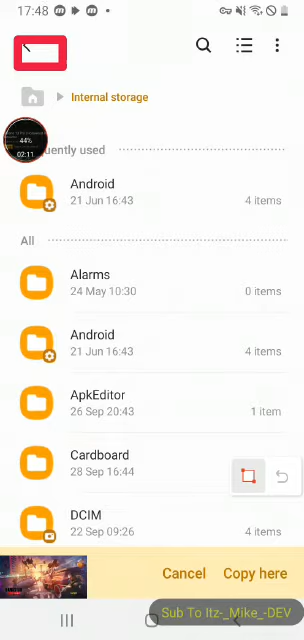 17:48
Internal storage
uently used
44%
02:11
Android
21 Jun 16:43
4 items
All
Alarms
24 May 10:30
0 items
Android
21 Jun 16:43
4 items
ApkEditor
26 Sep 20:43
1 item
Cardboard
28 Sep 16:44
DCIM
22 Sep 09:26
4 items
Cancel
Copy here
Sub To Itz-_Mike_-DEV